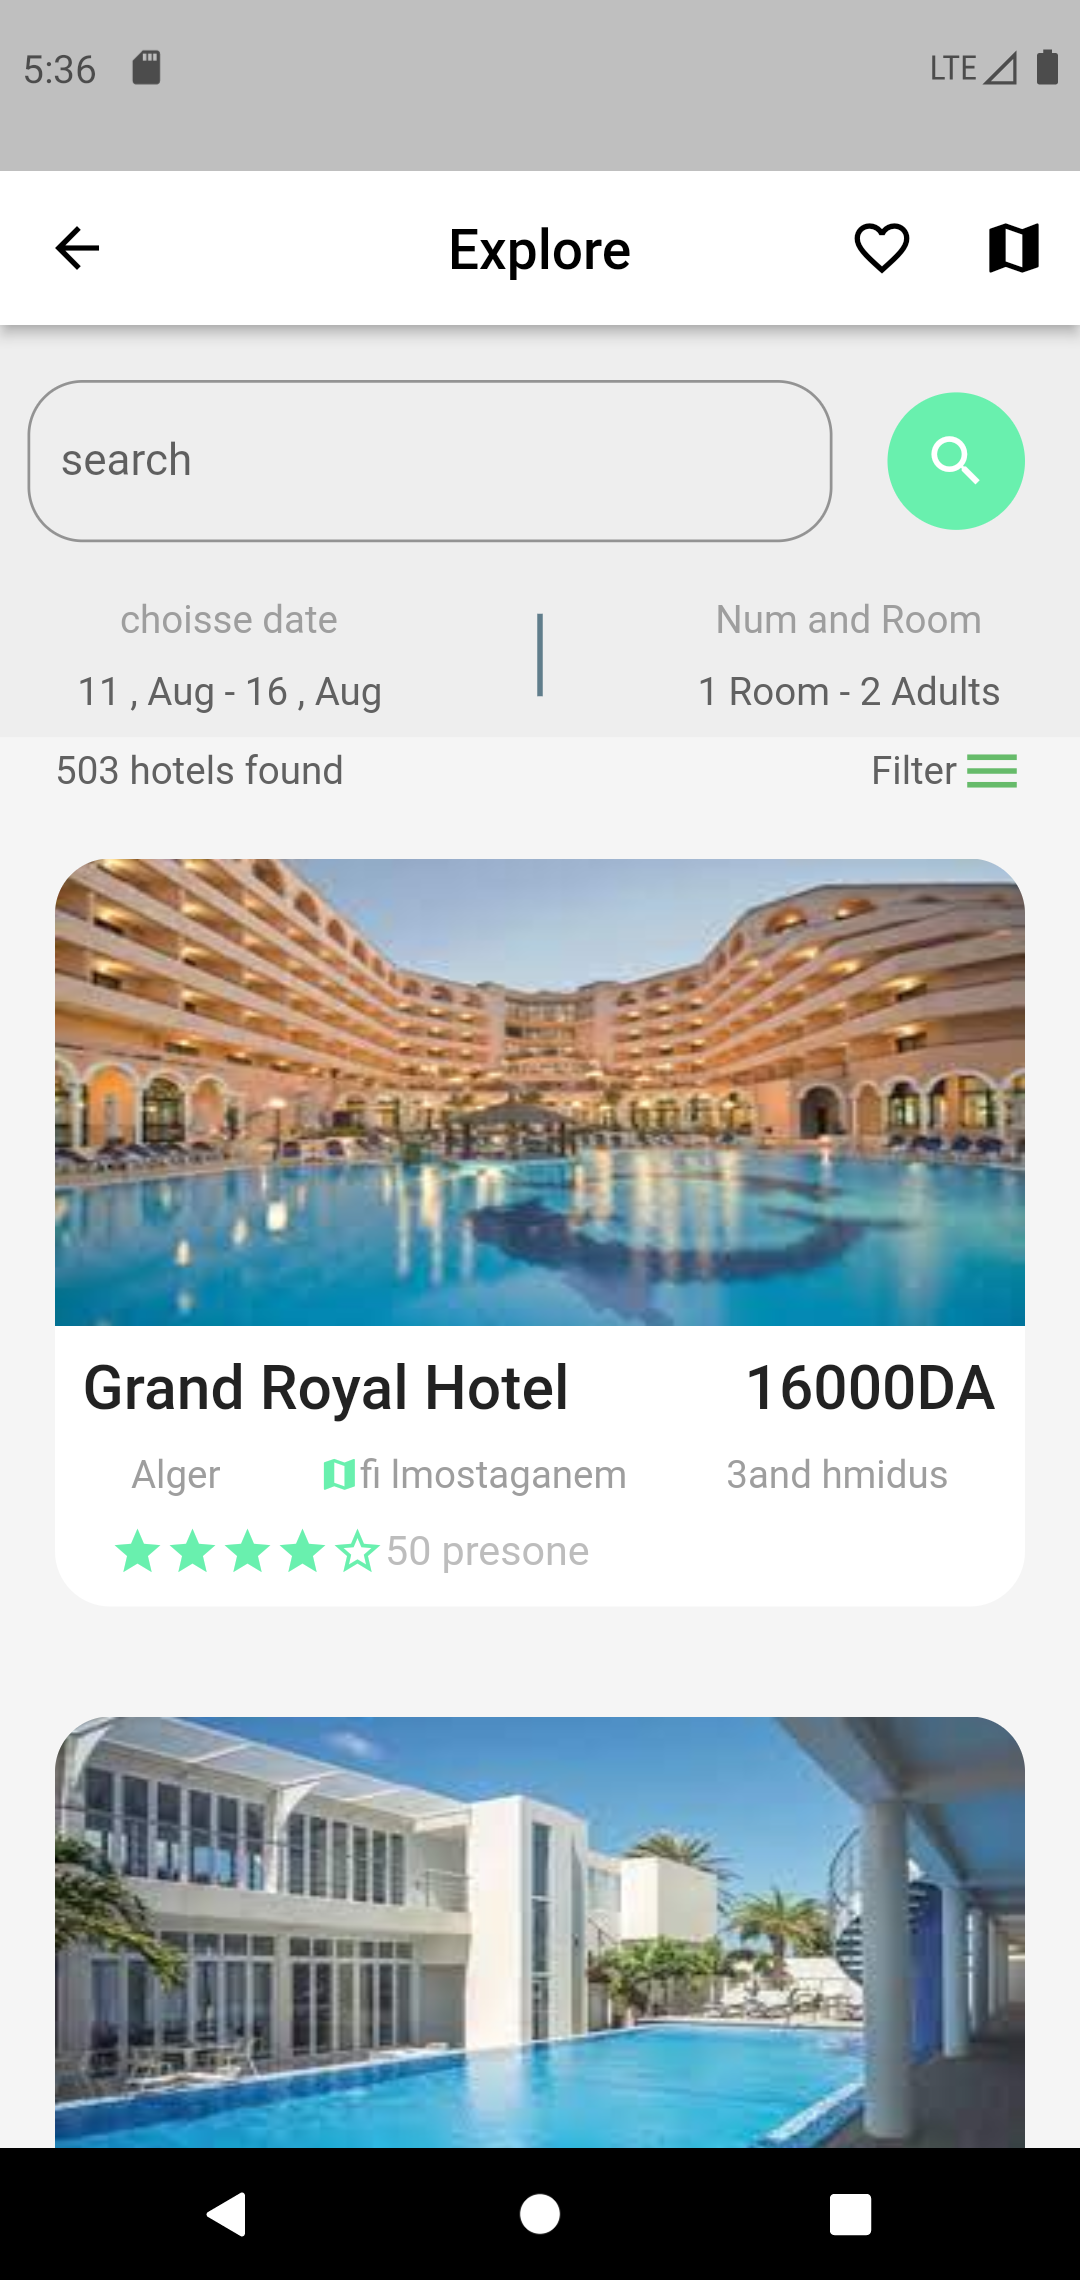 5:36 LTE
Explore
search
choisse date Num and Room
11 , Aug - 16 , Aug 1 Room - 2 Adults
503 hotels found Filter
Grand Royal Hotel 16000DA
Alger fi lmostaganem 3and hmidus
50 presone